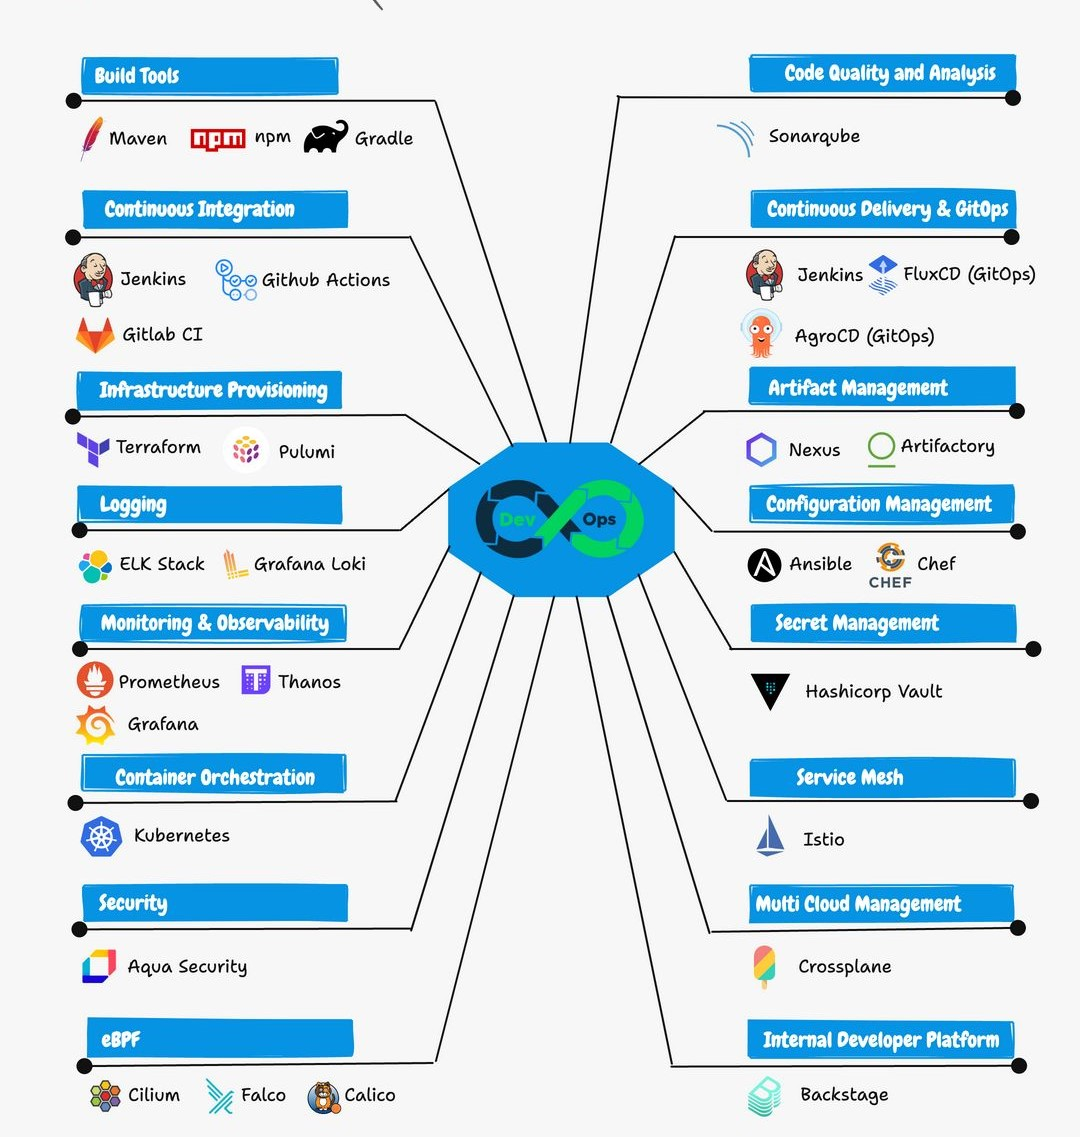 Build Tools
Maven npm npm Gradle
Continuous Integration
Jenkins Github Actions
Gitlab CI
Infrastructure Provisioning
Terraform Pulumi
Logging
ELK Stack Grafana Loki
Monitoring & Observability
Prometheus Thanos
Grafana
Container Orchestration
Kubernetes
Security
Aqua Security
eBPF
Cilium Falco Calico
Dev Ops
Code Quality and Analysis
Sonarqube
Continuous Delivery & GitOps
Jenkins FluxCD (GitOps)
AgroCD (GitOps)
Artifact Management
Nexus Artifactory
Configuration Management
Ansible Chef
CHEF
Secret Management
Hashicorp Vault
Service Mesh
Istio
Multi Cloud Management
Crossplane
Internal Developer Platform
Backstage